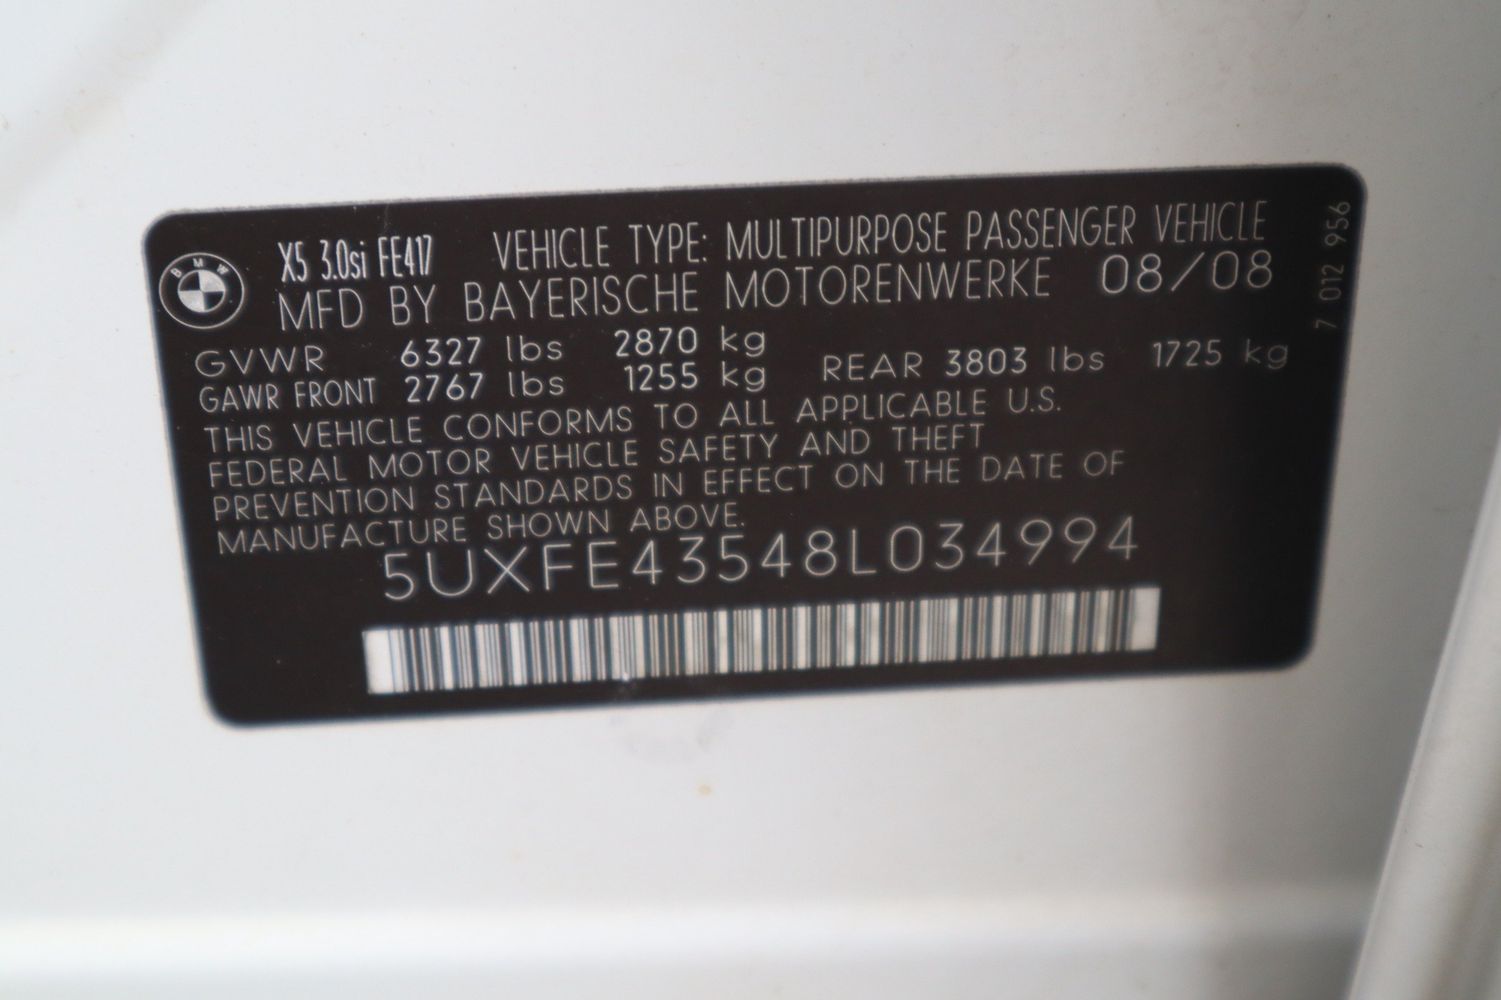 BMW
X5 3.0si FE417 VEHICLE TYPE: MULTIPURPOSE PASSENGER VEHICLE
MFD BY BAYERISCHE MOTORENWERKE 08/08
GVWR 6327 lbs 2870 kg
GAWR FRONT 2767 lbs 1255 kg REAR 3803 lbs 1725 kg
THIS VEHICLE CONFORMS TO ALL APPLICABLE U.S.
FEDERAL MOTOR VEHICLE SAFETY AND THEFT
PREVENTION STANDARDS IN EFFECT ON THE DATE OF
MANUFACTURE SHOWN ABOVE.
5UXFE43548L034994
7 012 956